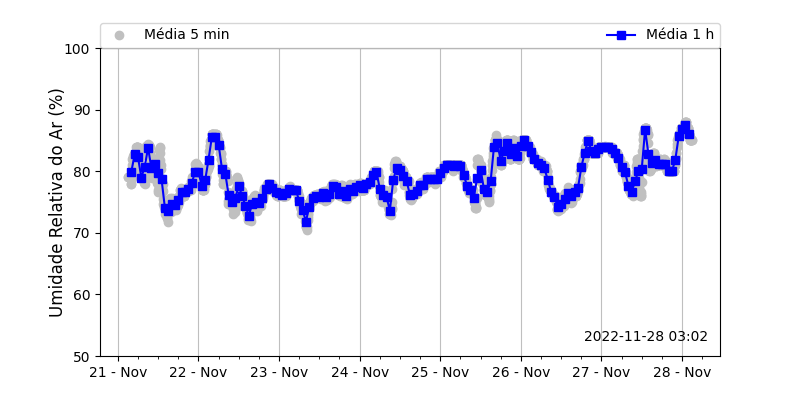 Média 5 min
Média 1 h
Umidade Relativa do Ar (%)
100
90
80
70
60
50
2022-11-28 03:02
21 - Nov
22 - Nov
23 - Nov
24 - Nov
25 - Nov
26 - Nov
27 - Nov
28 - Nov